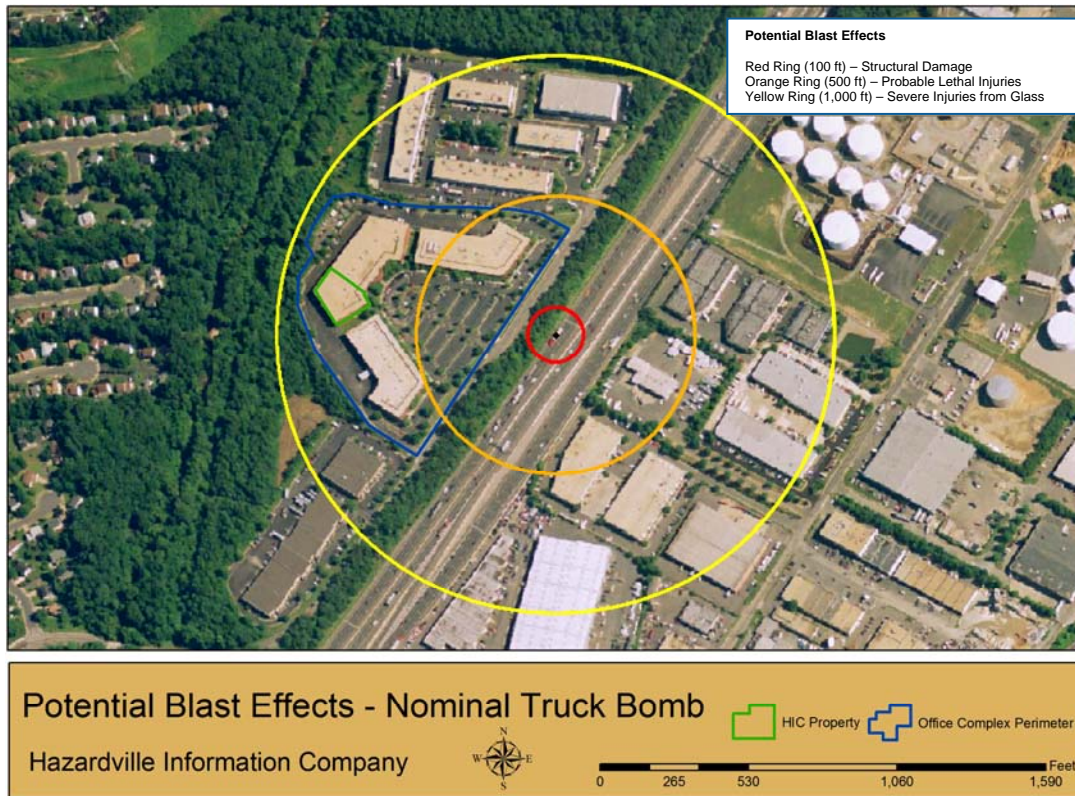 Potential Blast Effects
Red Ring (100 ft) – Structural Damage
Orange Ring (500 ft) – Probable Lethal Injuries
Yellow Ring (1,000 ft) – Severe Injuries from Glass
Potential Blast Effects - Nominal Truck Bomb
Hazardville Information Company
N
W E
S
HIC Property
Office Complex Perimeter
Feet
0 265 530 1,060 1,590